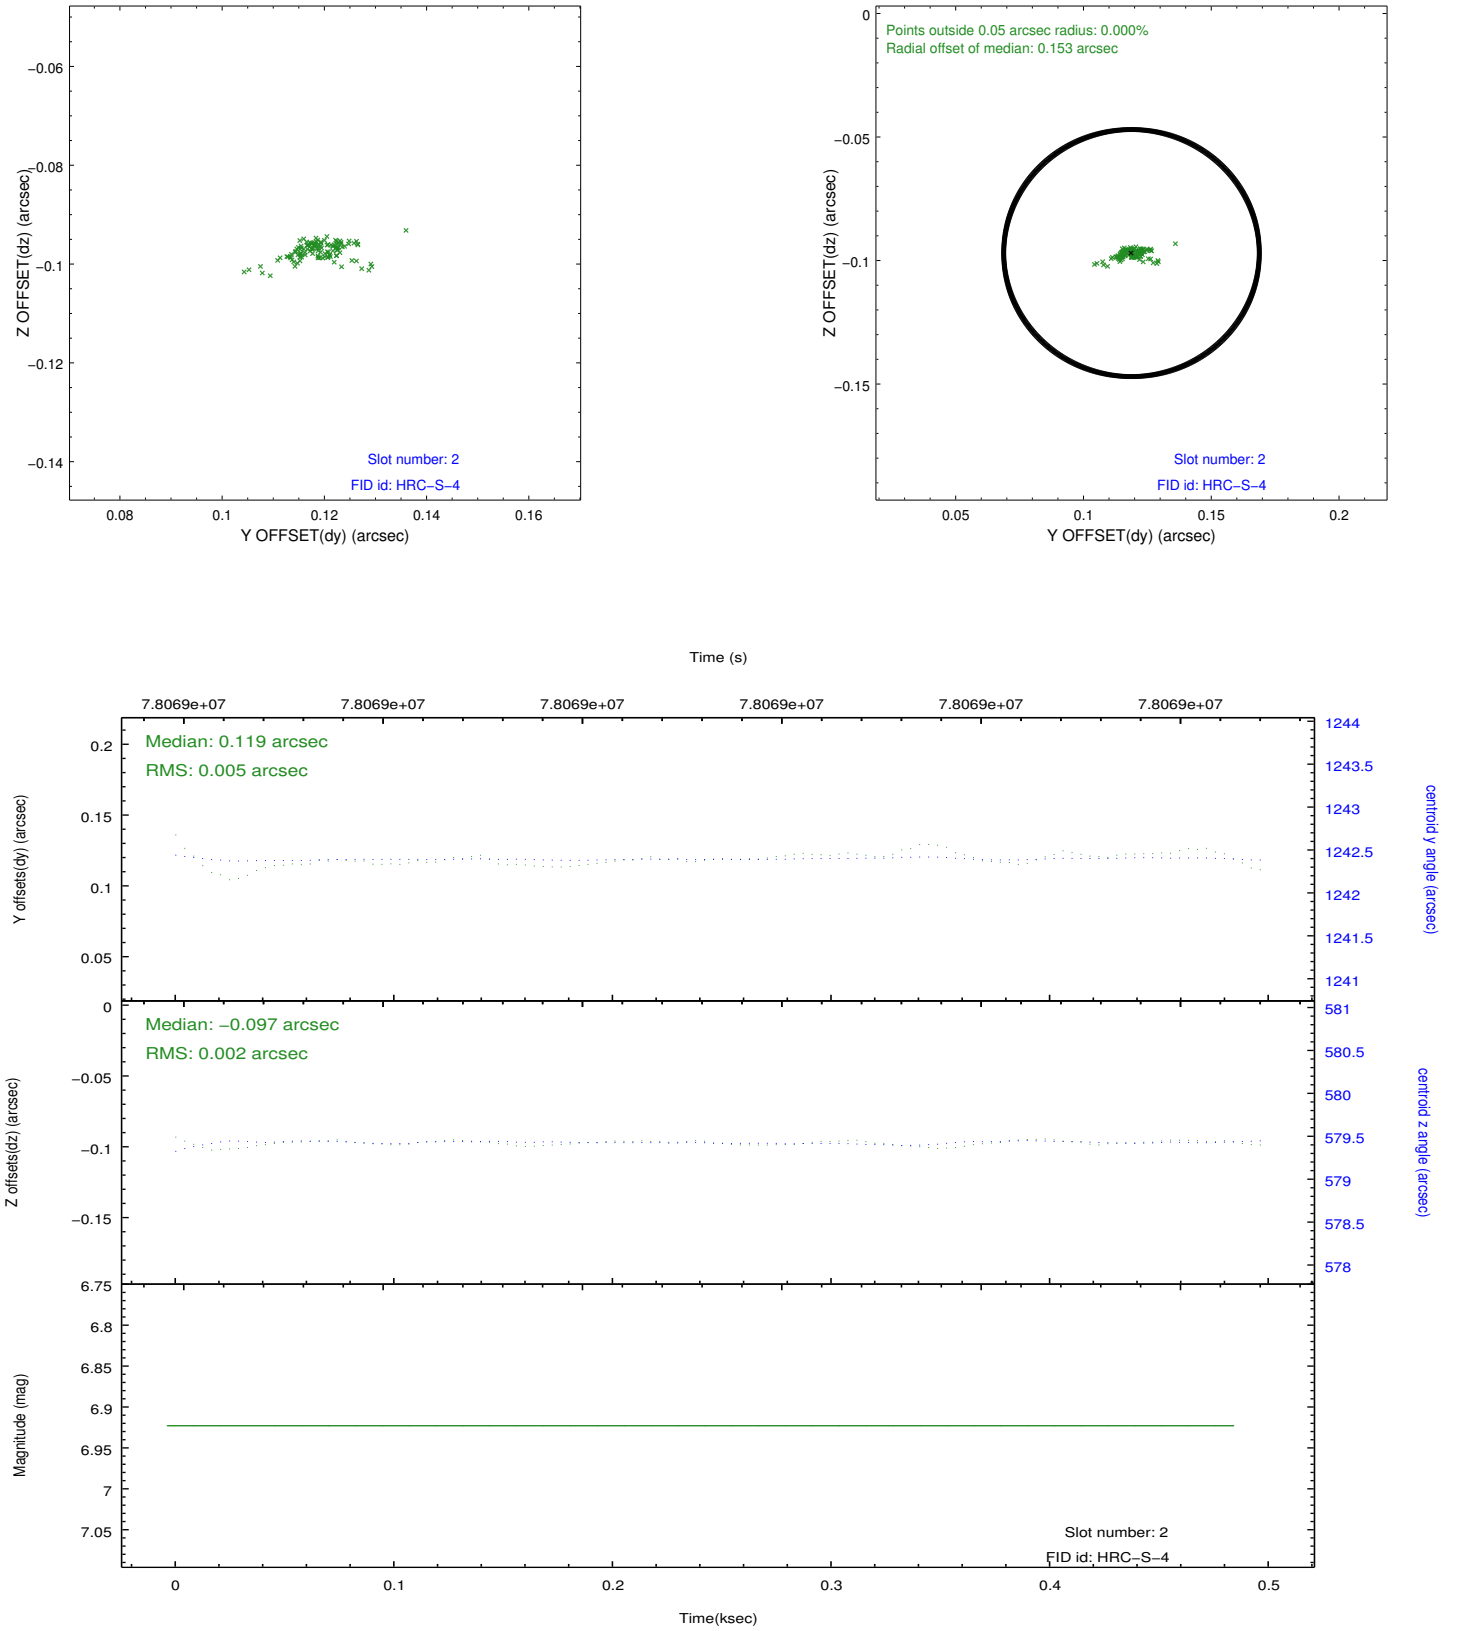 −0.06
−0.08
−0.1
−0.12
−0.14
Z OFFSET(dz) (arcsec)
Slot number: 2
FID id: HRC−S−4
0.08
0.1
0.12
0.14
0.16
Y OFFSET(dy) (arcsec)
Points outside 0.05 arcsec radius: 0.000%
Radial offset of median: 0.153 arcsec
0
−0.05
−0.1
−0.15
Z OFFSET(dz) (arcsec)
Slot number: 2
FID id: HRC−S−4
0.05
0.1
0.15
0.2
Y OFFSET(dy) (arcsec)
Time (s)
7.8069e+07
7.8069e+07
7.8069e+07
7.8069e+07
7.8069e+07
7.8069e+07
Median: 0.119 arcsec
RMS: 0.005 arcsec
0.2
0.15
0.1
0.05
Y offsets(dy) (arcsec)
1244
1243.5
1243
1242.5
1242
1241.5
1241
centroid y angle (arcsec)
Median: −0.097 arcsec
RMS: 0.002 arcsec
0
−0.05
−0.1
−0.15
Z offsets(dz) (arcsec)
581
580.5
580
579.5
579
578.5
578
centroid z angle (arcsec)
6.75
6.8
6.85
6.9
6.95
7
7.05
Magnitude (mag)
Slot number: 2
FID id: HRC−S−4
0
0.1
0.2
0.3
0.4
0.5
Time(ksec)